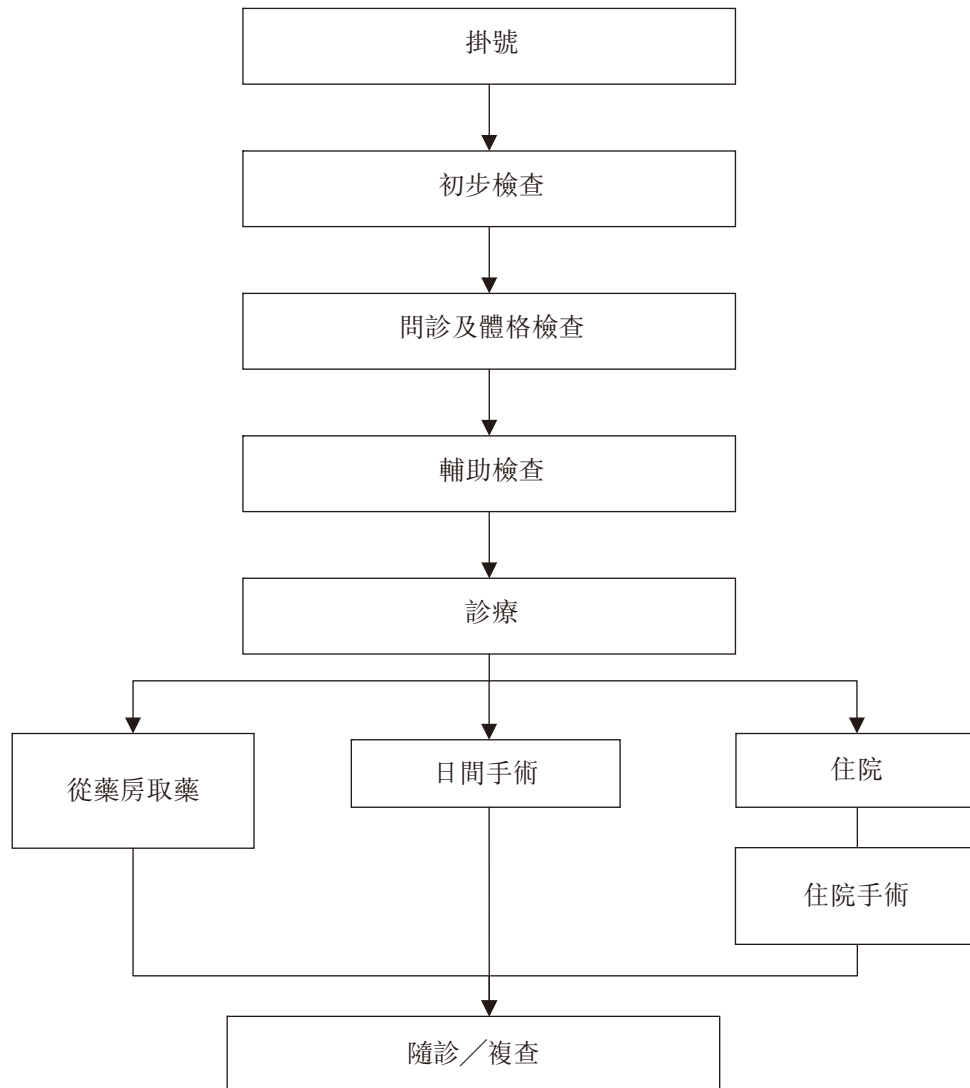 掛號
初步檢查
問診及體格檢查
輔助檢查
診療
從藥房取藥
日間手術
住院
住院手術
隨診／複查